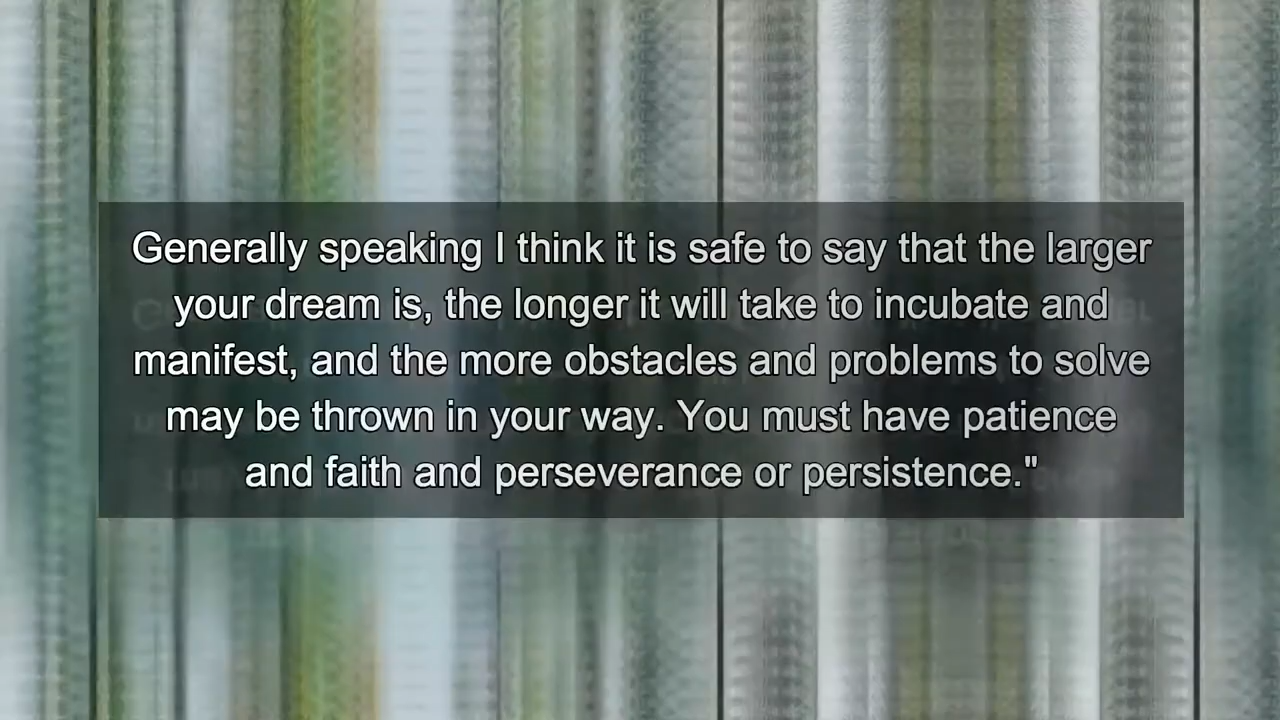 Generally speaking I think it is safe to say that the larger
your dream is, the longer it will take to incubate and
manifest, and the more obstacles and problems to solve
may be thrown in your way. You must have patience
and faith and perseverance or persistence."